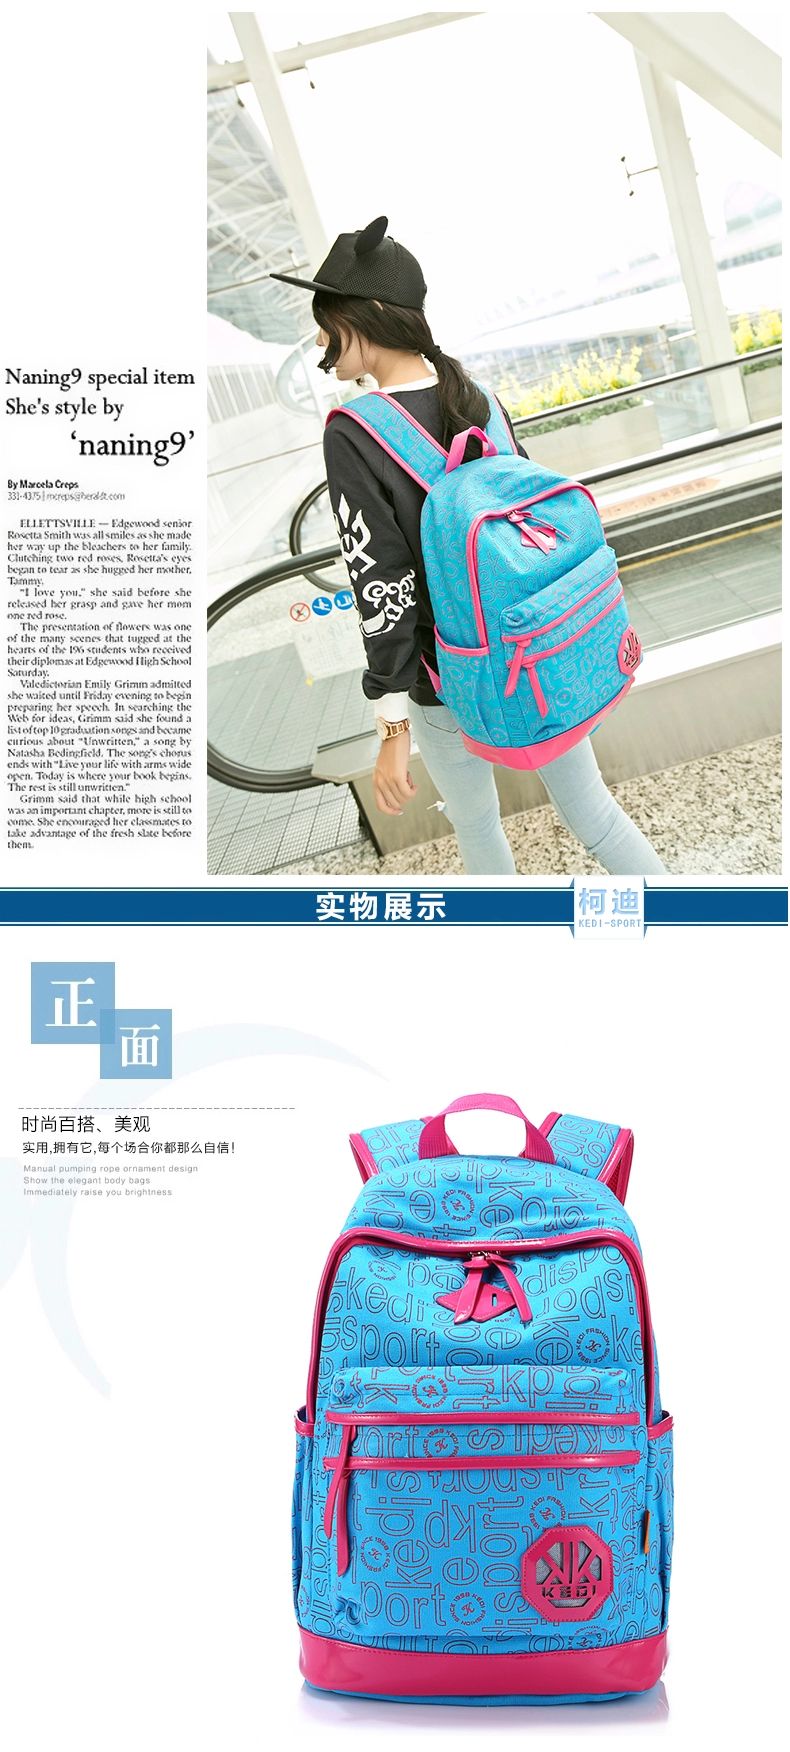 Naning9 special item
She's style by
‘naning9’
By Marcela Creps
331-4375 | mcreps@heraldt.com
ELLETTSVILLE — Edgewood senior
Rosetta Smith was all smiles as she made
her way up the bleachers to her family.
Clutching two red roses, Rosetta's eyes
began to tear as she hugged her mother,
Tammy.
"I love you," she said before she
released her grasp and gave her mom
one red rose.
The presentation of flowers was one
of the many scenes that tugged at the
hearts of the 196 students who received
their diplomas at Edgewood High School
Saturday.
Valedictorian Emily Grimm admitted
she waited until Friday evening to begin
preparing her speech. In searching the
Web for ideas, Grimm said she found a
list of top 10 graduation songs and became
curious about "Unwritten," a song by
Natasha Bedingfield. The song's chorus
ends with "Live your life with arms wide
open. Today is where your book begins.
The rest is still unwritten."
Grimm said that while high school
was an important chapter, more is still to
come. She encouraged her classmates to
take advantage of the fresh slate before
them.
实物展示
柯迪
KEDI-SPORT
正面
时尚百搭、美观
实用,拥有它,每个场合你都那么自信!
Manual pumping rope ornament design
Show the elegant body bags
Immediately raise you brightness
kedisport
KEDI FASHION SINCE 1998
KEDI